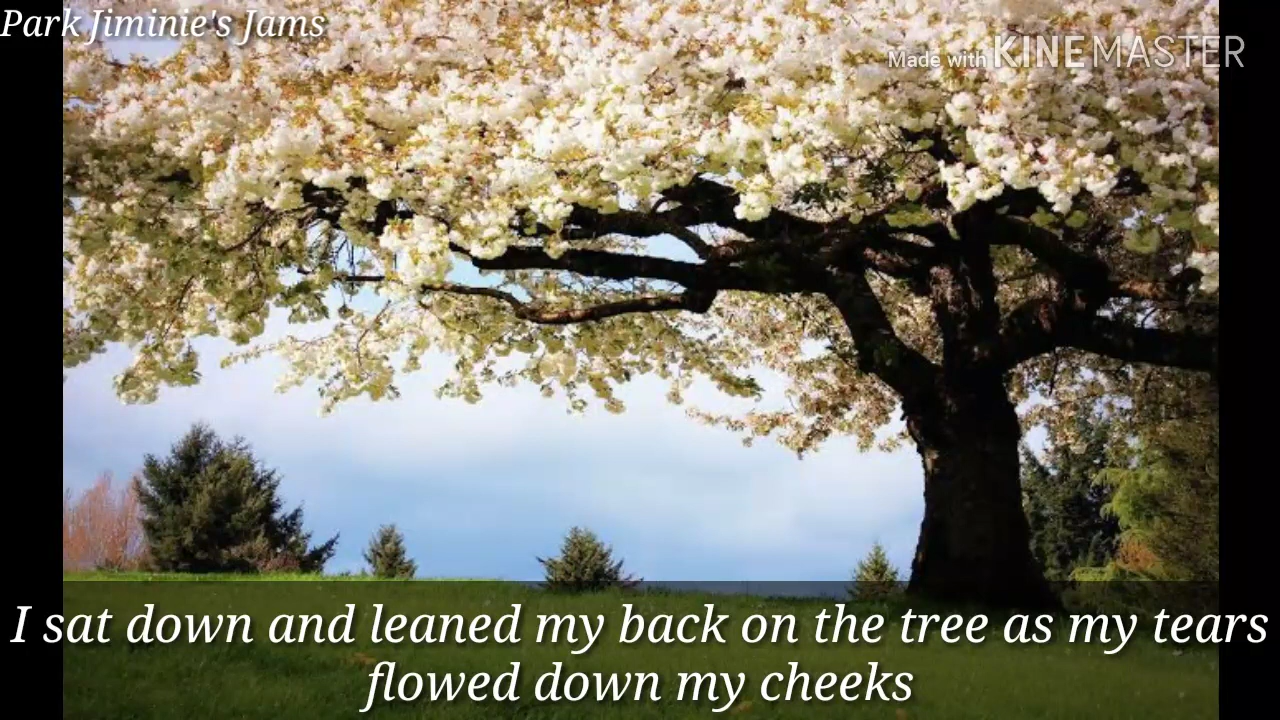 Park Jiminie's Jams
Made with KINEMASTER
I sat down and leaned my back on the tree as my tears
flowed down my cheeks